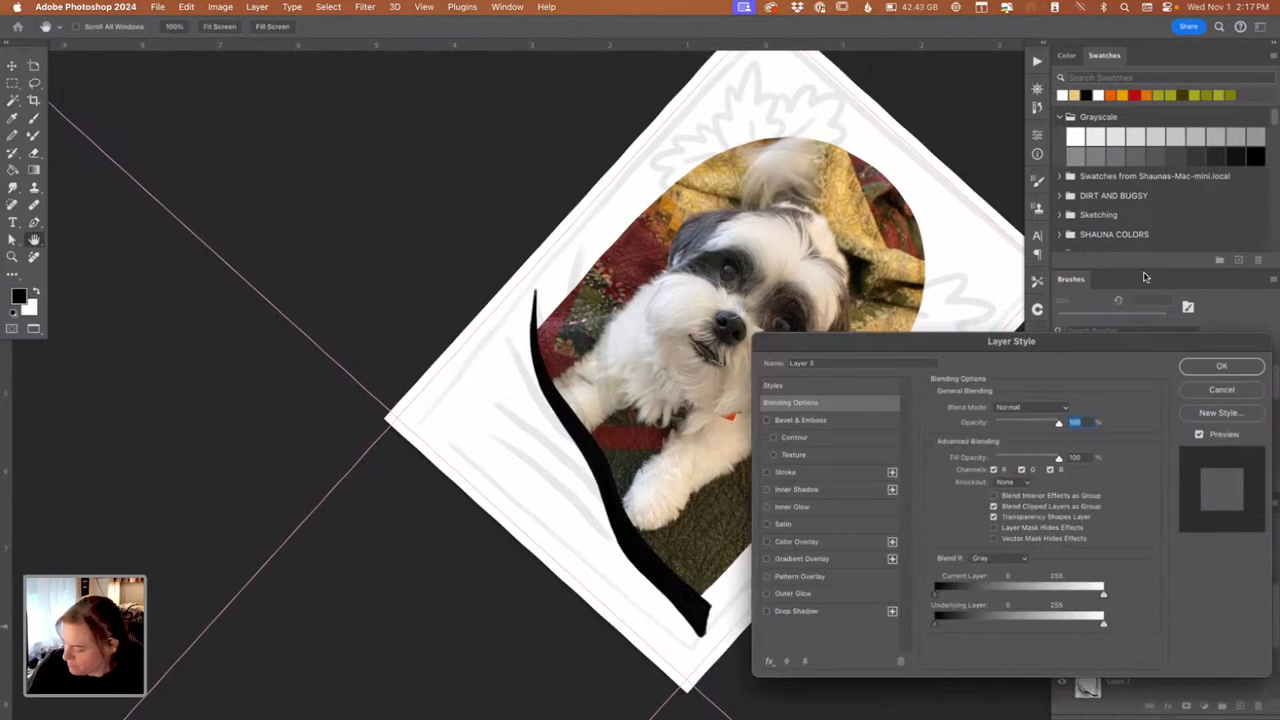 Adobe Photoshop 2024 File Edit Image Layer Type Select Filter 3D View Plugins Window Help 42.43 GB Wed Nov 1 2:17 PM
Scroll All Windows 100% Fit Screen Fill Screen Share
Color Swatches
Search Swatches
Grayscale
Swatches from Shaunas-Mac-mini.local
DIRT AND BUGSY
Sketching
SHAUNA COLORS
Brushes
Layer Style
Name:
Styles
Blending Options
Bevel & Emboss
Contour
Texture
Stroke
Inner Shadow
Inner Glow
Satin
Color Overlay
Gradient Overlay
Pattern Overlay
Outer Glow
Drop Shadow
Blending Options
General Blending
Blend Mode: Normal
Opacity: 100 %
Advanced Blending
Fill Opacity: 100 %
Channels: R G B
Knockout: None
Blend Interior Effects as Group
Blend Clipped Layers as Group
Transparency Shapes Layer
Layer Mask Hides Effects
Vector Mask Hides Effects
Blend If: Gray
Current Layer: 0 255
Underlying Layer: 0 255
OK
Cancel
New Style...
Preview